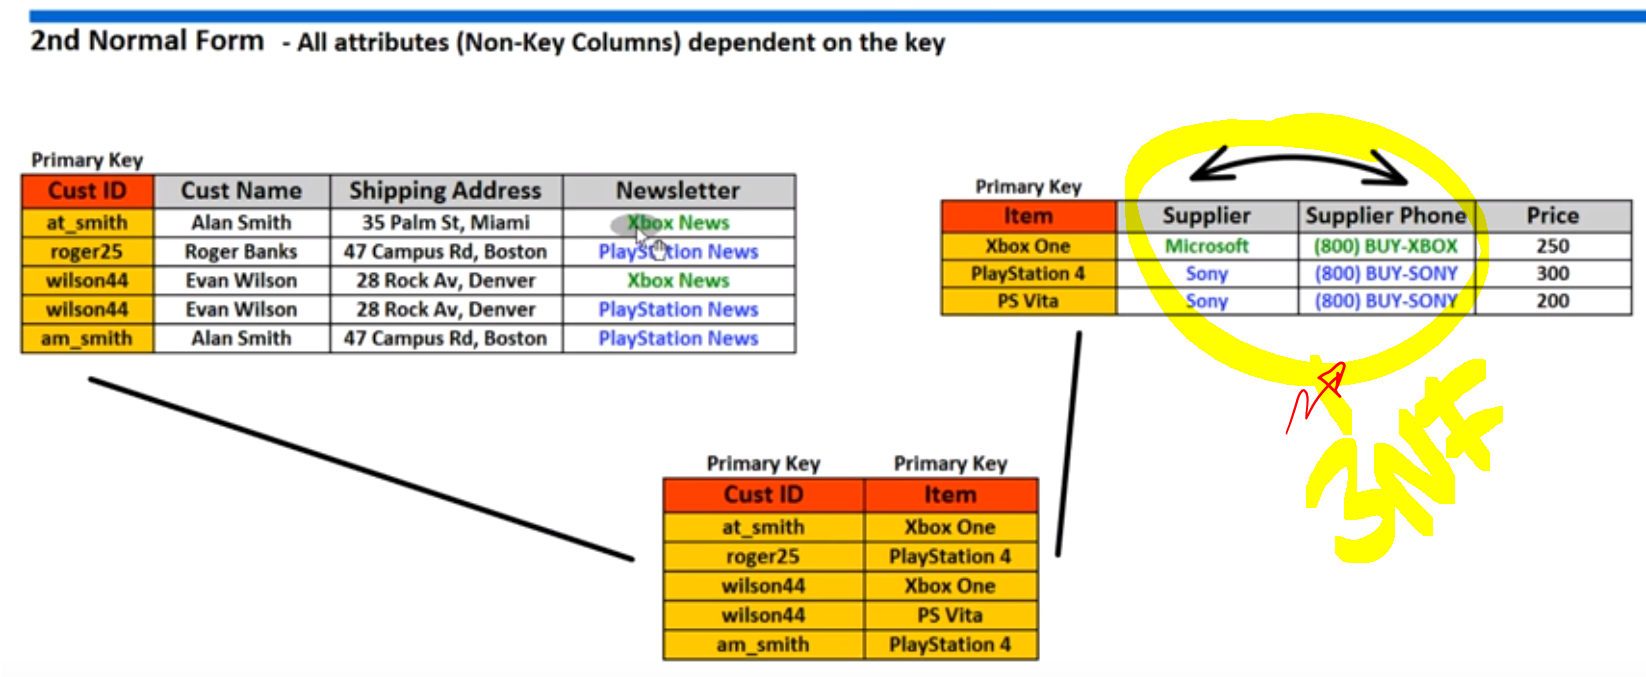 2nd Normal Form - All attributes (Non-Key Columns) dependent on the key
Primary Key
Cust ID Cust Name Shipping Address Newsletter
at_smith Alan Smith 35 Palm St, Miami Xbox News
roger25 Roger Banks 47 Campus Rd, Boston PlayStation News
wilson44 Evan Wilson 28 Rock Av, Denver Xbox News
wilson44 Evan Wilson 28 Rock Av, Denver PlayStation News
am_smith Alan Smith 47 Campus Rd, Boston PlayStation News
Primary Key
Item Supplier Supplier Phone Price
Xbox One Microsoft (800) BUY-XBOX 250
PlayStation 4 Sony (800) BUY-SONY 300
PS Vita Sony (800) BUY-SONY 200
3NF
Primary Key Primary Key
Cust ID Item
at_smith Xbox One
roger25 PlayStation 4
wilson44 Xbox One
wilson44 PS Vita
am_smith PlayStation 4